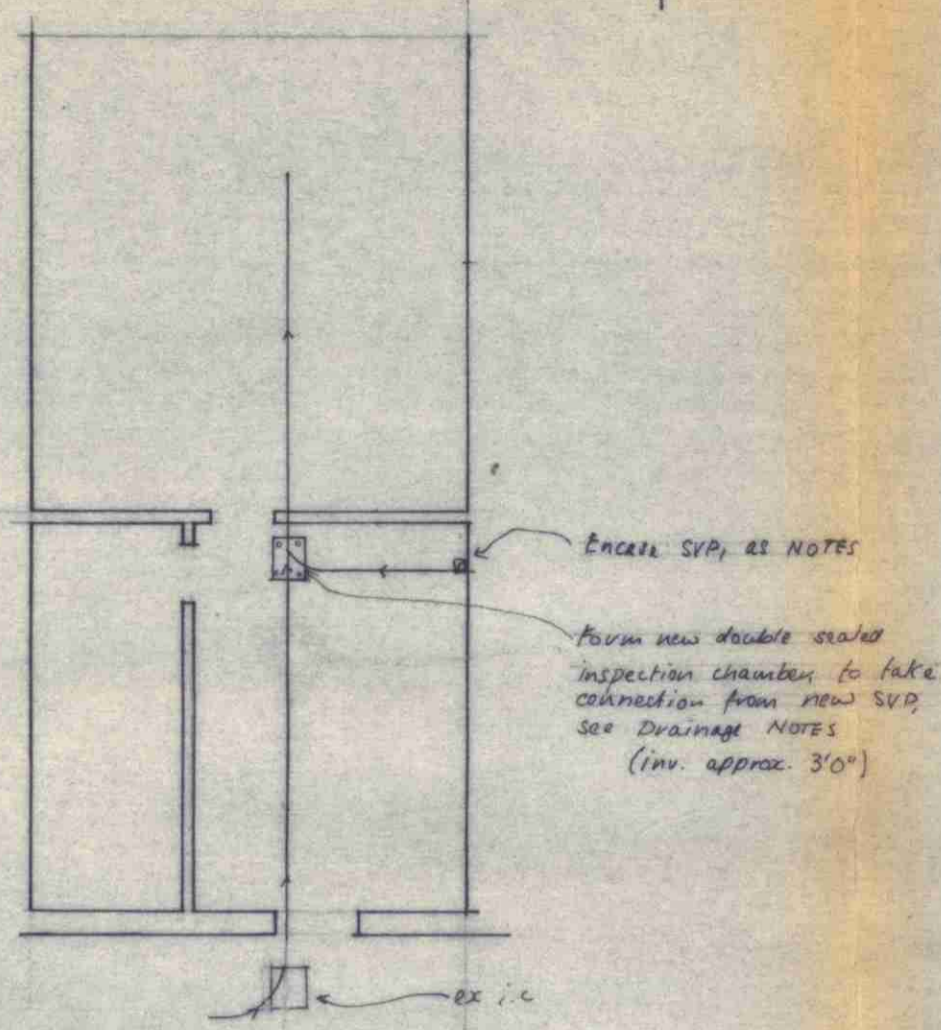 Encase SVP, as NOTES
Form new double sealed
inspection chamber, to take
connection from new SVP,
see Drainage NOTES
(inv. approx. 3'0")
ex i.c